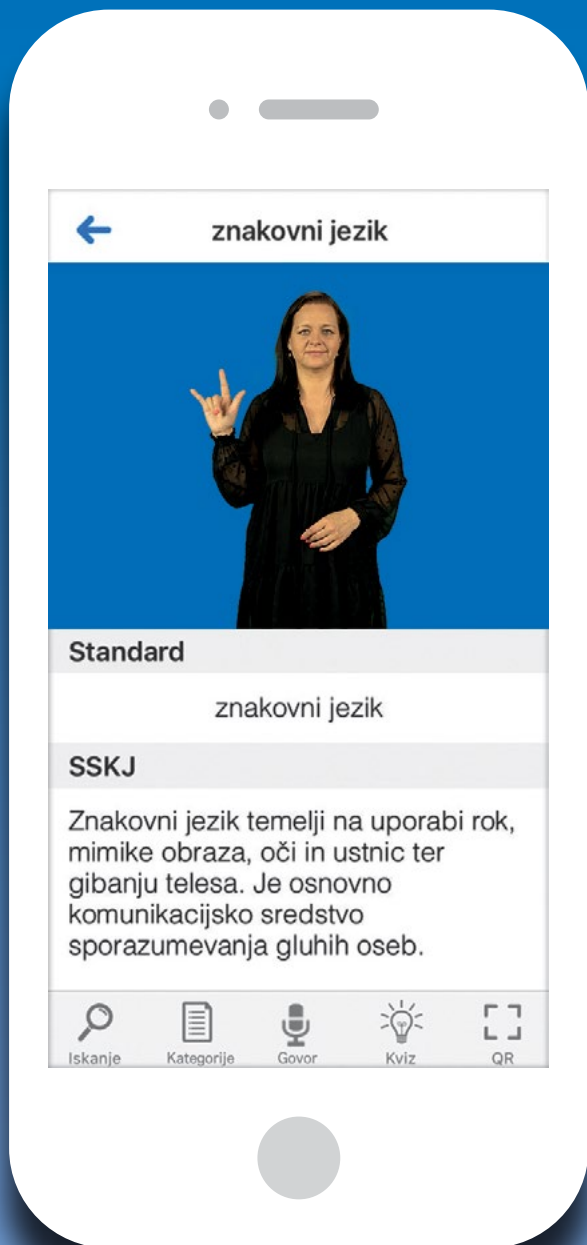 znakovni jezik
Standard
znakovni jezik
SSKJ
Znakovni jezik temelji na uporabi rok,
mimike obraza, oči in ustnic ter
gibanju telesa. Je osnovno
komunikacijsko sredstvo
sporazumevanja gluhih oseb.
Iskanje Kategorije Govor Kviz QR